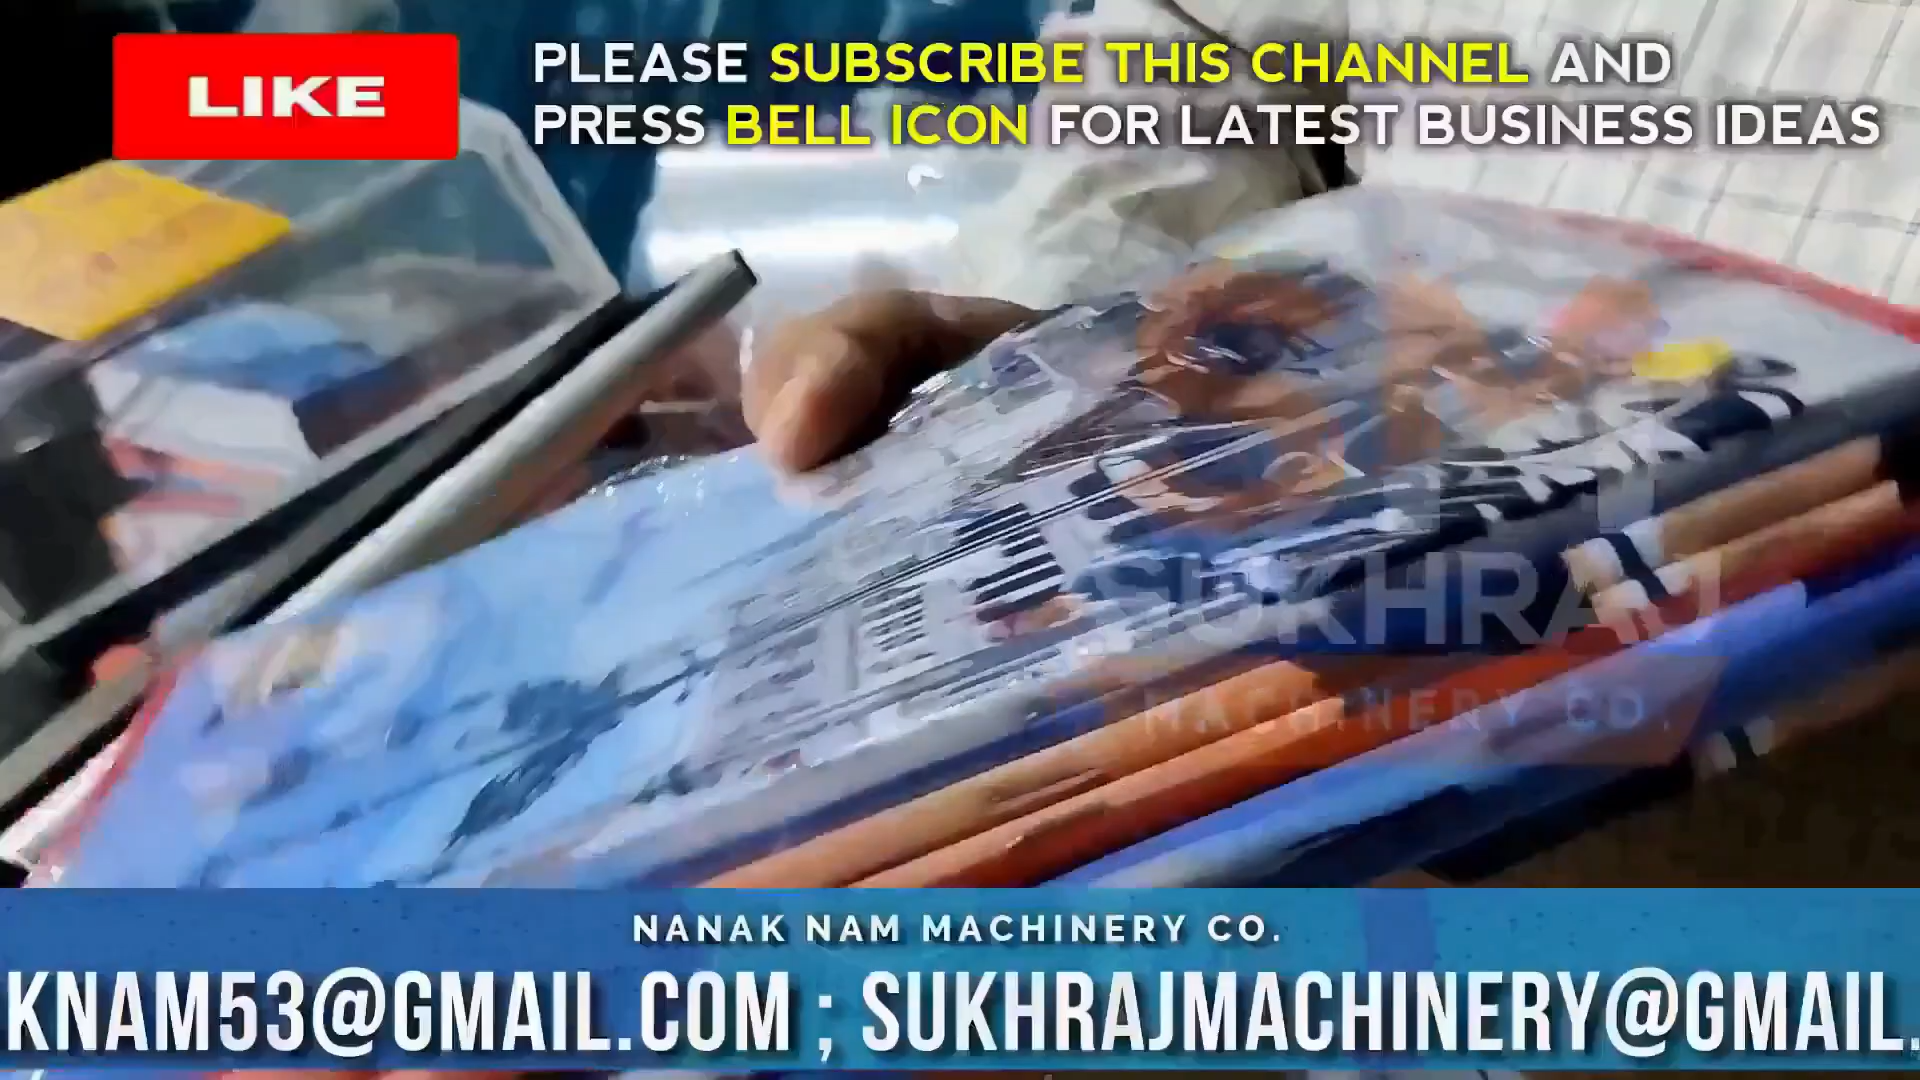 LIKE
PLEASE SUBSCRIBE THIS CHANNEL AND
PRESS BELL ICON FOR LATEST BUSINESS IDEAS
SUKHRAJ
MACHINERY CO.
NANAK NAM MACHINERY CO.
KNAM53@GMAIL.COM ; SUKHRAJMACHINERY@GMAIL.